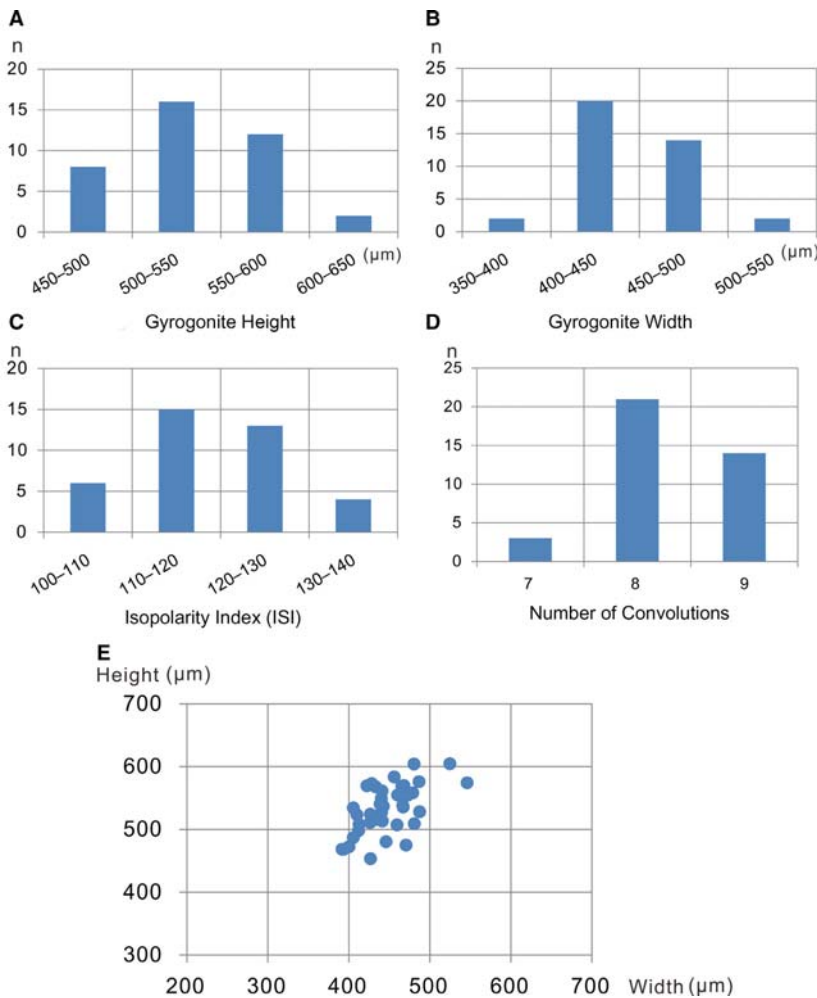 A
n
20
15
10
5
0
450–500
500–550
550–600
600–650
(µm)
Gyrogonite Height
B
n
25
20
15
10
5
0
350–400
400–450
450–500
500–550
(µm)
Gyrogonite Width
C
n
20
15
10
5
0
100–110
110–120
120–130
130–140
Isopolarity Index (ISI)
D
n
25
20
15
10
5
0
7
8
9
Number of Convolutions
E
Height (µm)
700
600
500
400
300
200 300 400 500 600 700
Width (µm)